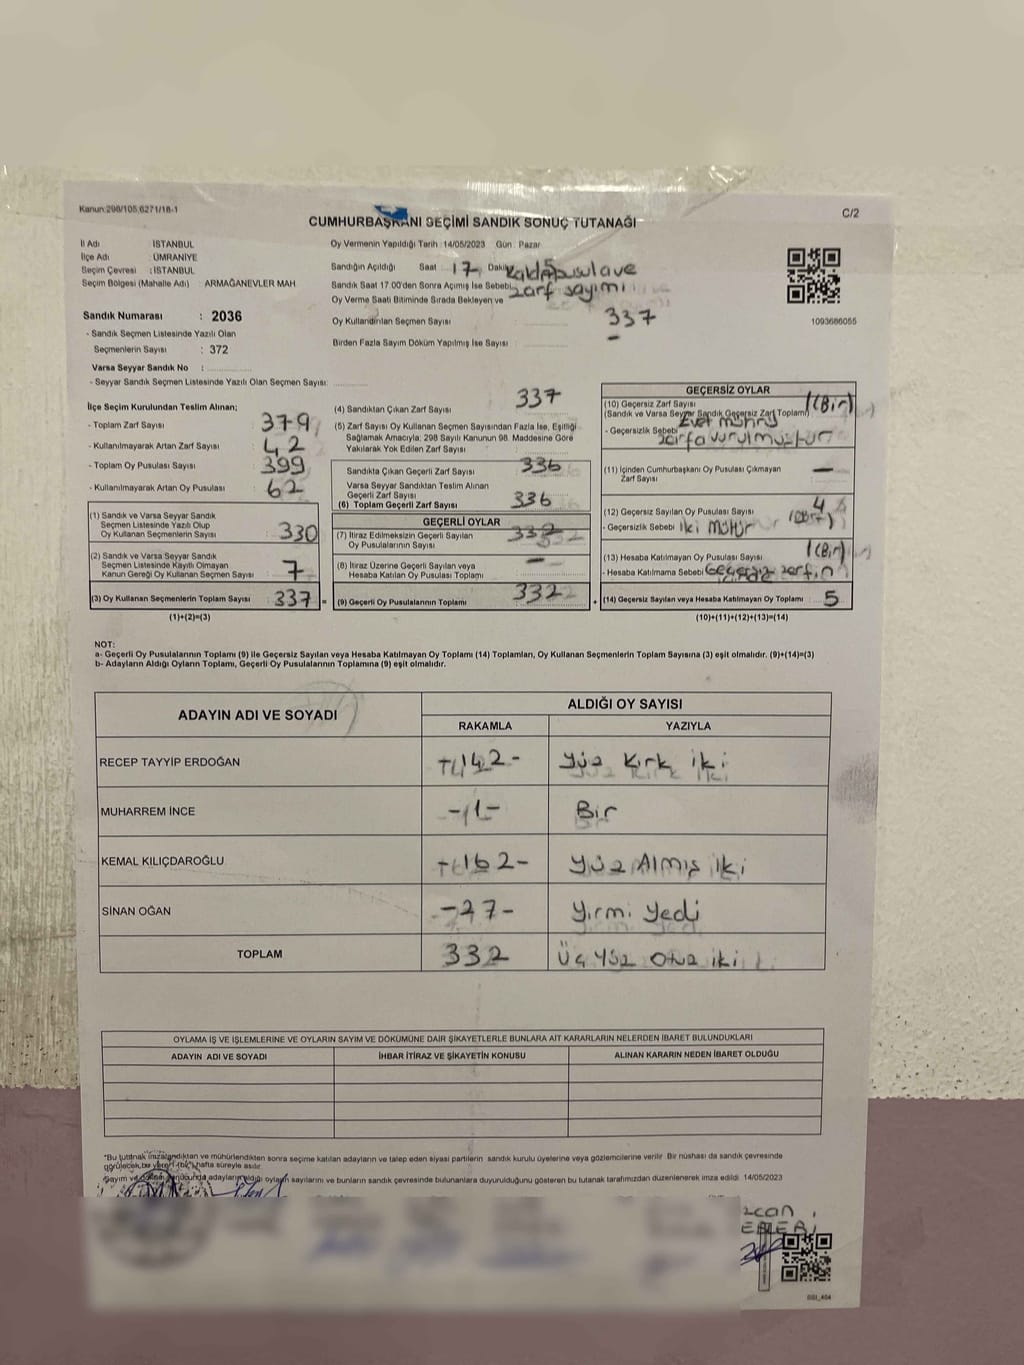 Kanun:298/105;6271/18-1
C/2
CUMHURBAŞKANI SEÇİMİ SANDIK SONUÇ TUTANAĞI
İl Adı İSTANBUL
İlçe Adı ÜMRANİYE
Seçim Çevresi : İSTANBUL
Seçim Bölgesi (Mahalle Adı) ARMAĞANEVLER MAH
Sandık Numarası : 2036
- Sandık Seçmen Listesinde Yazılı Olan
Seçmenlerin Sayısı : 372
Varsa Seyyar Sandık No :
- Seyyar Sandık Seçmen Listesinde Yazılı Olan Seçmen Sayısı:
Oy Vermenin Yapıldığı Tarih :14/05/2023 Gün : Pazar
Sandığın Açıldığı Saat 17
Sandık Saat 17.00'den Sonra Açımış İse Sebebi zarf sayımı
Oy Verme Saati Bitiminde Sırada Bekleyen ve
Oy Kullandırılan Seçmen Sayısı 337
Birden Fazla Sayım Döküm Yapılmış İse Sayısı : -
1093686055
İlçe Seçim Kurulundan Teslim Alınan;
- Toplam Zarf Sayısı 379
- Kullanılmayarak Artan Zarf Sayısı 42
- Toplam Oy Pusulası Sayısı 399
- Kullanılmayarak Artan Oy Pusulası 62
(1) Sandık ve Varsa Seyyar Sandık
Seçmen Listesinde Yazılı Olup
Oy Kullanan Seçmenlerin Sayısı 330
(2) Sandık ve Varsa Seyyar Sandık
Seçmen Listesinde Kayıtlı Olmayan
Kanun Gereği Oy Kullanan Seçmen Sayısı 7
(3) Oy Kullanan Seçmenlerin Toplam Sayısı 337 =
(1)+(2)=(3)
(4) Sandıktan Çıkan Zarf Sayısı 337
(5) Zarf Sayısı Oy Kullanan Seçmen Sayısından Fazla İse, Eşitliği
Sağlamak Amacıyla; 298 Sayılı Kanunun 98. Maddesine Göre
Yakılarak Yok Edilen Zarf Sayısı
Sandıkta Çıkan Geçerli Zarf Sayısı 336
Varsa Seyyar Sandıktan Teslim Alınan
Geçerli Zarf Sayısı
(6) Toplam Geçerli Zarf Sayısı 336
GEÇERLİ OYLAR
(7) İtiraz Edilmeksizin Geçerli Sayılan
Oy Pusulalarının Sayısı 332
(8) İtiraz Üzerine Geçerli Sayılan veya
Hesaba Katılan Oy Pusulası Toplamı -
(9) Geçerli Oy Pusulalarının Toplamı 332 +
GEÇERSİZ OYLAR
(10) Geçersiz Zarf Sayısı 1(Bir)
(Sandık ve Varsa Seyyar Sandık Geçersiz Zarf Toplamı)
- Geçersizlik Sebebi Evet mührü
zarfa vurulmuştur
(11) İçinden Cumhurbaşkanı Oy Pusulası Çıkmayan
Zarf Sayısı -
(12) Geçersiz Sayılan Oy Pusulası Sayısı 4
- Geçersizlik Sebebi iki mühür
(13) Hesaba Katılmayan Oy Pusulası Sayısı 1(Bir)
- Hesaba Katılmama Sebebi Geçersiz zarfın
(14) Geçersiz Sayılan veya Hesaba Katılmayan Oy Toplamı 5
(10)+(11)+(12)+(13)=(14)
NOT:
a- Geçerli Oy Pusulalarının Toplamı (9) ile Geçersiz Sayılan veya Hesaba Katılmayan Oy Toplamı (14) Toplamları, Oy Kullanan Seçmenlerin Toplam Sayısına (3) eşit olmalıdır. (9)+(14)=(3)
b- Adayların Aldığı Oyların Toplamı, Geçerli Oy Pusulalarının Toplamına (9) eşit olmalıdır.
ADAYIN ADI VE SOYADI
ALDIĞI OY SAYISI
RAKAMLA YAZIYLA
RECEP TAYYİP ERDOĞAN 142- Yüz Kırk iki
MUHARREM İNCE -1- Bir
KEMAL KILIÇDAROĞLU 162- Yüz Almış iki
SİNAN OĞAN -27- Yirmi Yedi
TOPLAM 332 Üç Yüz Otuz iki
OYLAMA İŞ VE İŞLEMLERİNE VE OYLARIN SAYIM VE DÖKÜMÜNE DAİR ŞİKAYETLERLE BUNLARA AİT KARARLARIN NELERDEN İBARET BULUNDUKLARI
ADAYIN ADI VE SOYADI İHBAR İTİRAZ VE ŞİKAYETİN KONUSU ALINAN KARARIN NEDEN İBARET OLDUĞU
*Bu tutanak imzalandıktan ve mühürlendikten sonra seçime katılan adayların ve talep eden siyasi partilerin sandık kurulu üyelerine veya gözlemcilerine verilir. Bir nüshası da sandık çevresinde
görülecek bir yere (bir) hafta süreyle asılır.
Sayım ve adayların aldığı oyların sayılarını ve bunların sandık çevresinde bulunanlara duyurulduğunu gösteren bu tutanak tarafımızdan düzenlenerek imza edildi. 14/05/2023